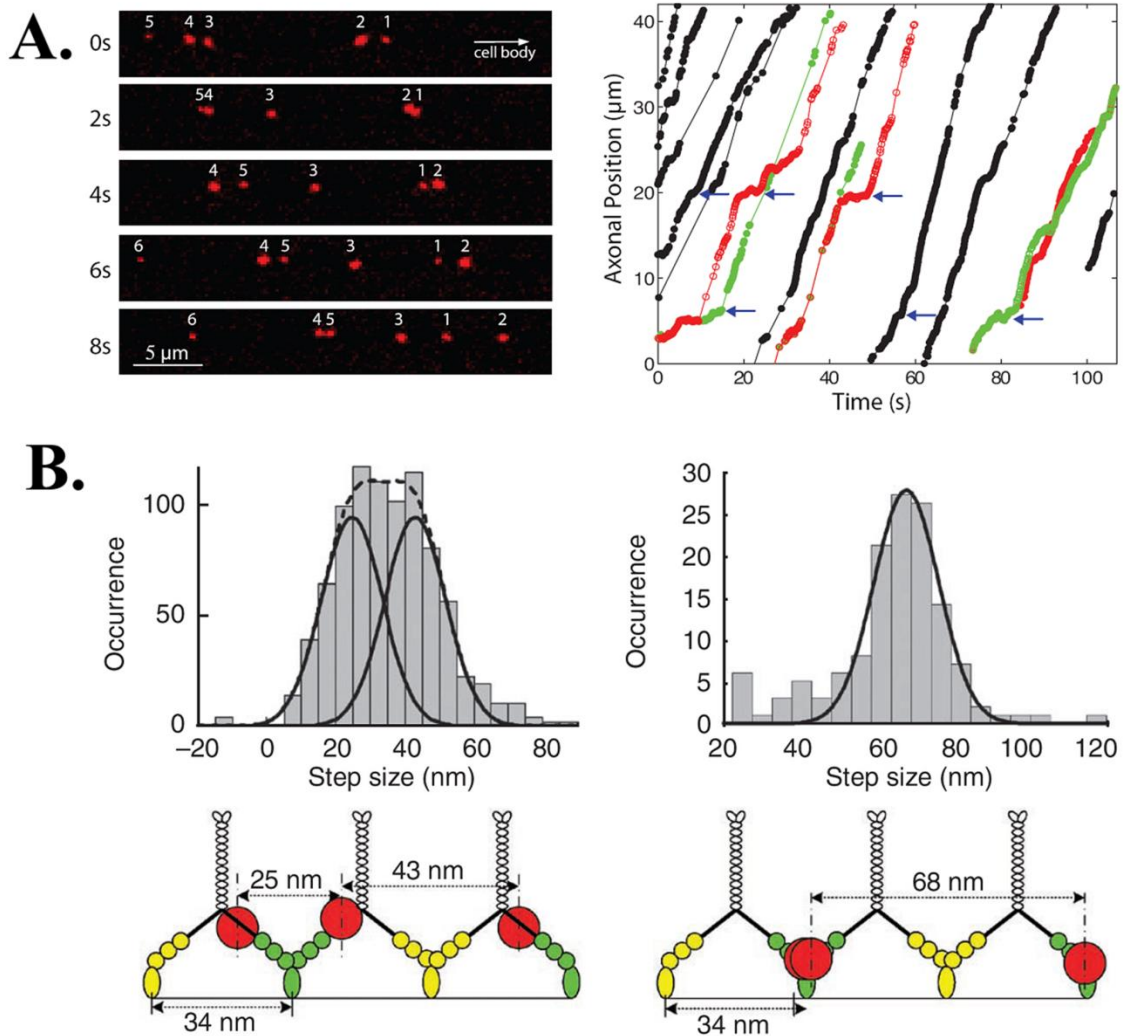 A.
0s
5 4 3 2 1
cell body
2s
54 3 21
4s
4 5 3 1 2
6s
6 4 5 3 1 2
8s
6 45 3 1 2
5 μm
Axonal Position (μm)
40
30
20
10
0
0 20 40 60 80 100
Time (s)
B.
Occurrence
100
50
0
−20 0 20 40 60 80
Step size (nm)
25 nm
43 nm
34 nm
Occurrence
30
25
20
15
10
5
0
20 40 60 80 100 120
Step size (nm)
68 nm
34 nm